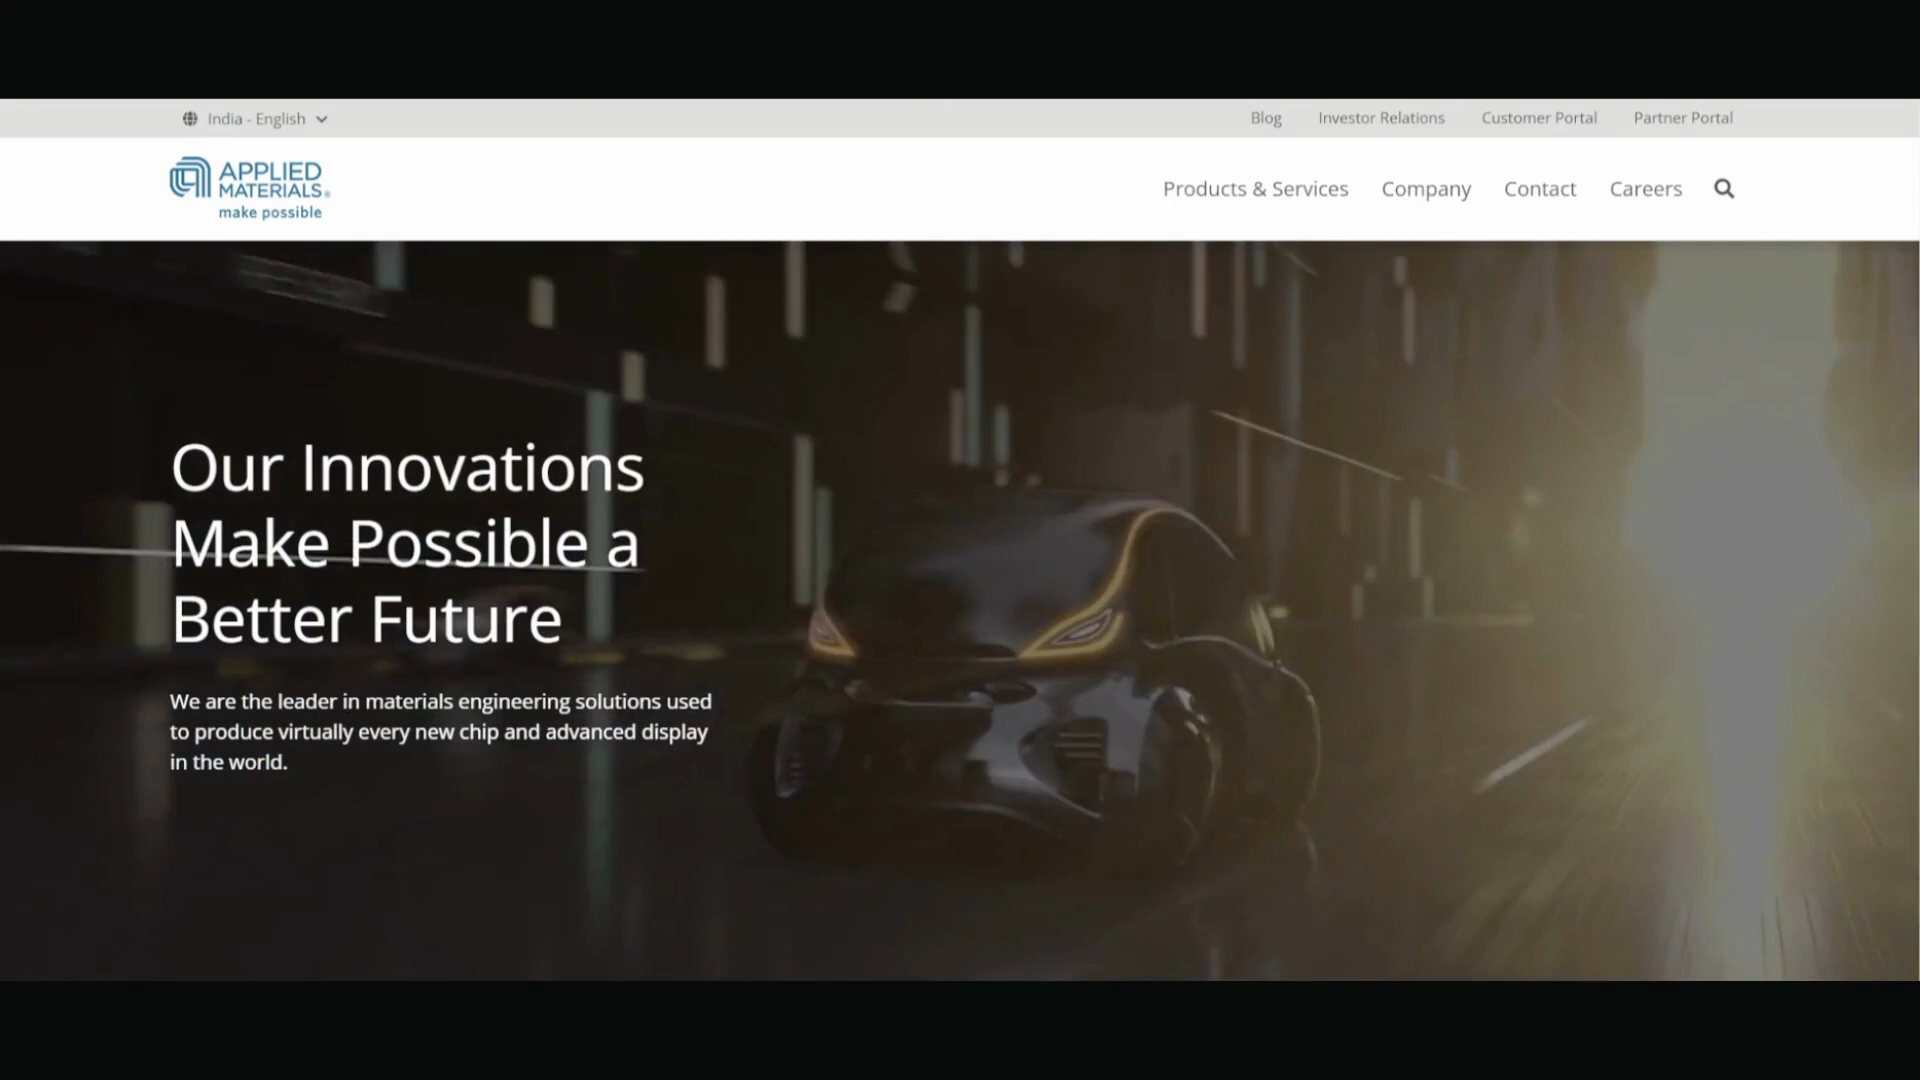 India - English
Blog
Investor Relations
Customer Portal
Partner Portal
APPLIED
MATERIALS®
make possible
Products & Services
Company
Contact
Careers
Our Innovations
Make Possible a
Better Future
We are the leader in materials engineering solutions used
to produce virtually every new chip and advanced display
in the world.